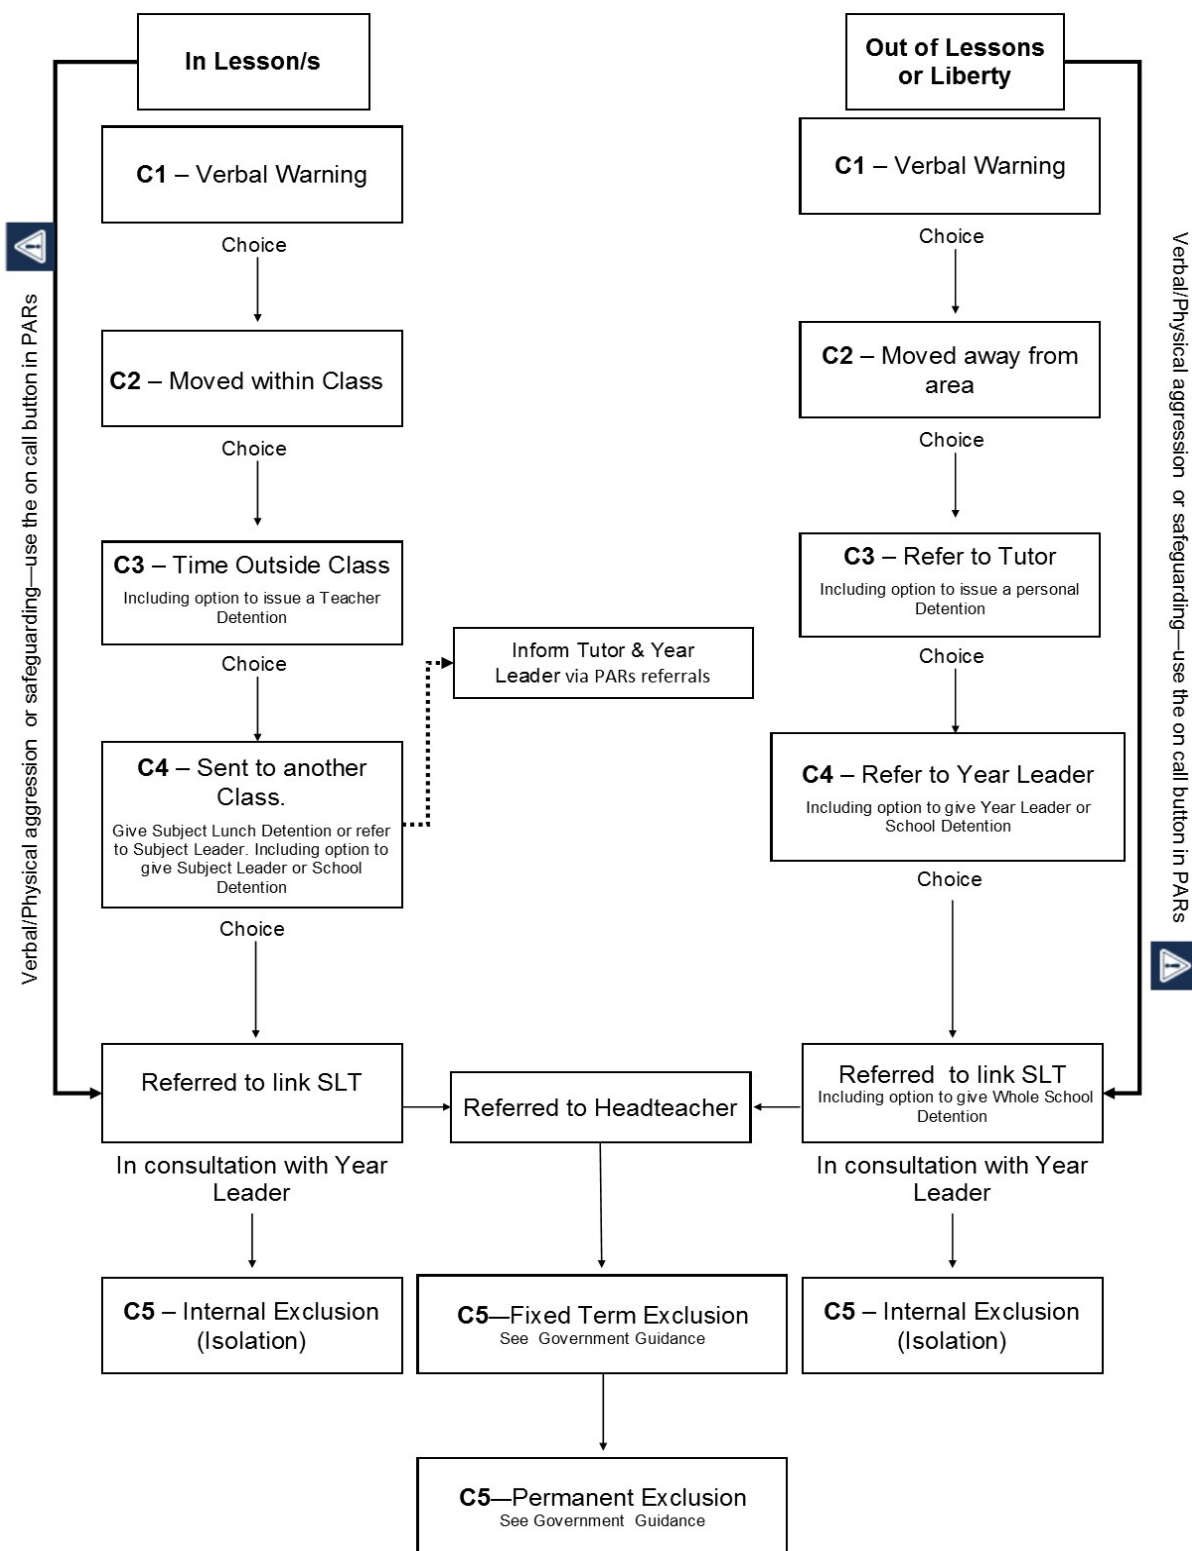 In Lesson/s
C1 – Verbal Warning
Choice
C2 – Moved within Class
Choice
C3 – Time Outside Class
Including option to issue a Teacher
Detention
Choice
C4 – Sent to another
Class.
Give Subject Lunch Detention or refer
to Subject Leader. Including option to
give Subject Leader or School
Detention
Choice
Referred to link SLT
In consultation with Year
Leader
C5 – Internal Exclusion
(Isolation)
Verbal/Physical aggression or safeguarding—use the on call button in PARs
Inform Tutor & Year
Leader via PARs referrals
Referred to Headteacher
C5—Fixed Term Exclusion
See Government Guidance
C5—Permanent Exclusion
See Government Guidance
Out of Lessons
or Liberty
C1 – Verbal Warning
Choice
C2 – Moved away from
area
Choice
C3 – Refer to Tutor
Including option to issue a personal
Detention
Choice
C4 – Refer to Year Leader
Including option to give Year Leader or
School Detention
Choice
Referred to link SLT
Including option to give Whole School
Detention
In consultation with Year
Leader
C5 – Internal Exclusion
(Isolation)
Verbal/Physical aggression or safeguarding—use the on call button in PARs